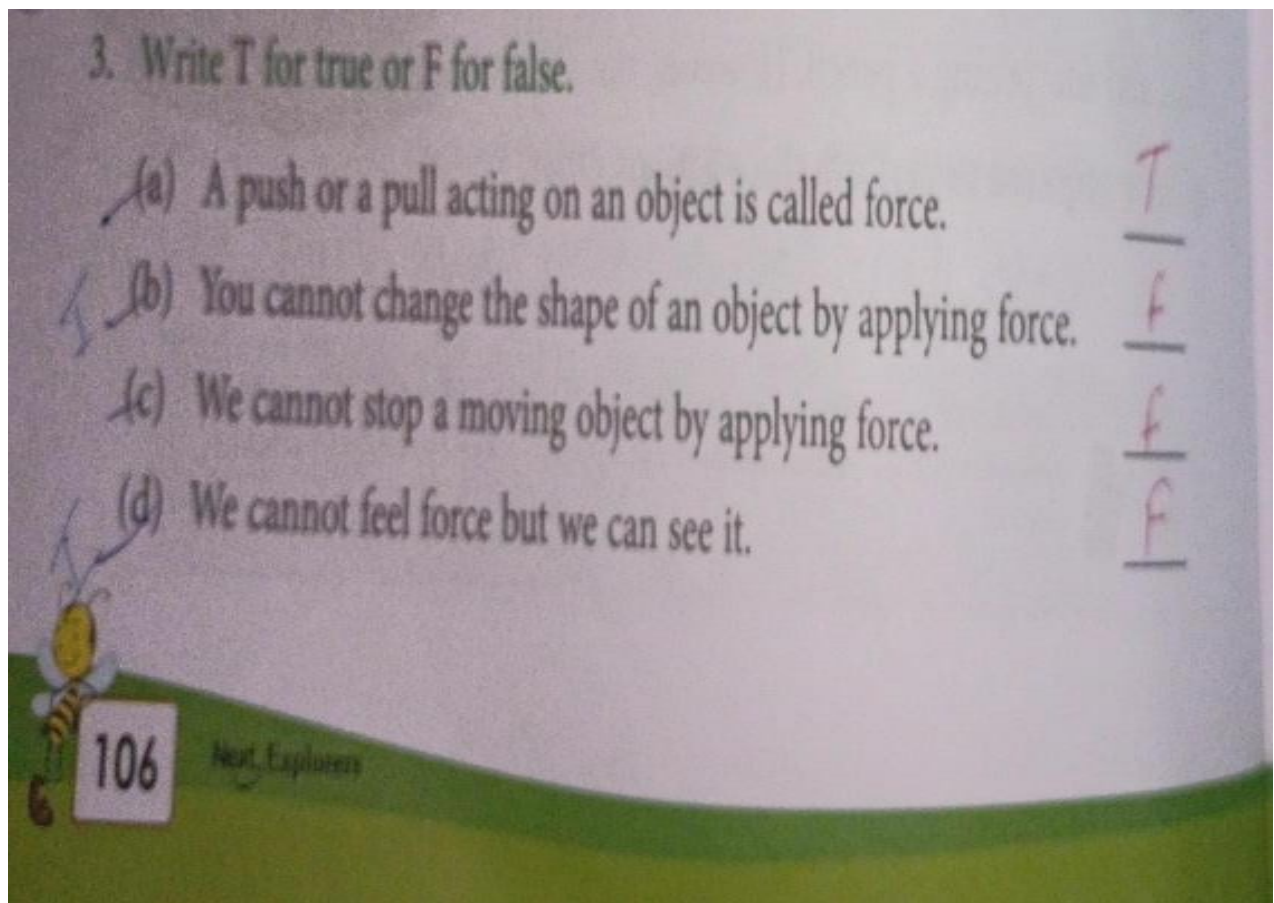 3. Write T for true or F for false.
(a) A push or a pull acting on an object is called force. T
(b) You cannot change the shape of an object by applying force. F
(c) We cannot stop a moving object by applying force. F
(d) We cannot feel force but we can see it. F
106 Next Explorers